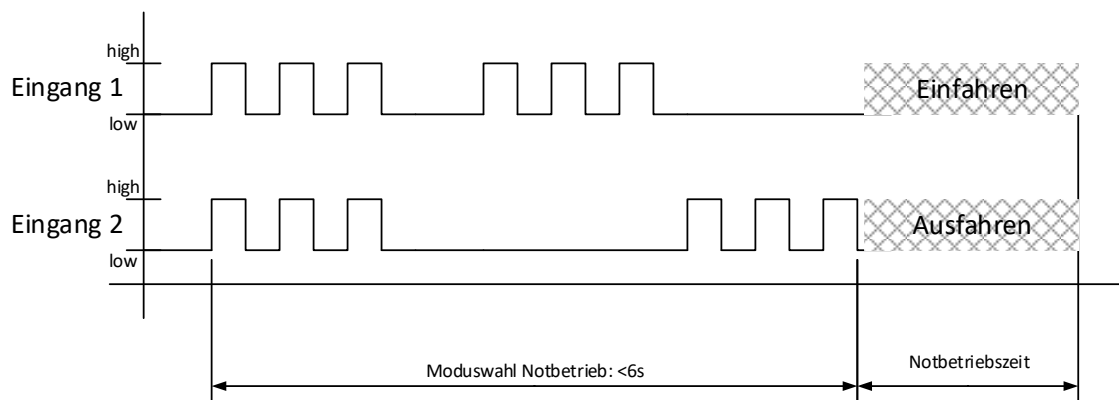 high
Eingang 1
low
Einfahren
high
Eingang 2
low
Ausfahren
Moduswahl Notbetrieb: <6s
Notbetriebszeit